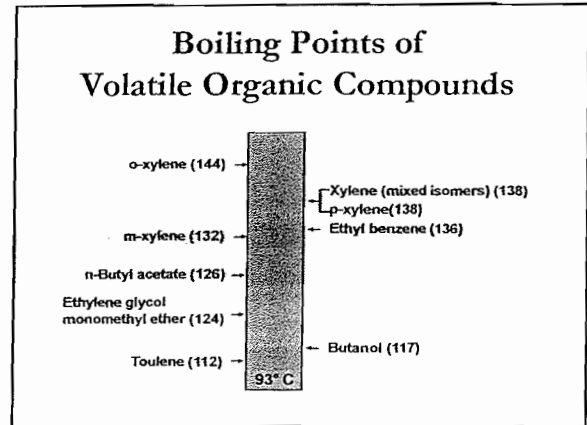 Boiling Points of
Volatile Organic Compounds
o-xylene (144)
Xylene (mixed isomers) (138)
p-xylene(138)
Ethyl benzene (136)
m-xylene (132)
n-Butyl acetate (126)
Ethylene glycol
monomethyl ether (124)
Butanol (117)
Toulene (112)
93° C